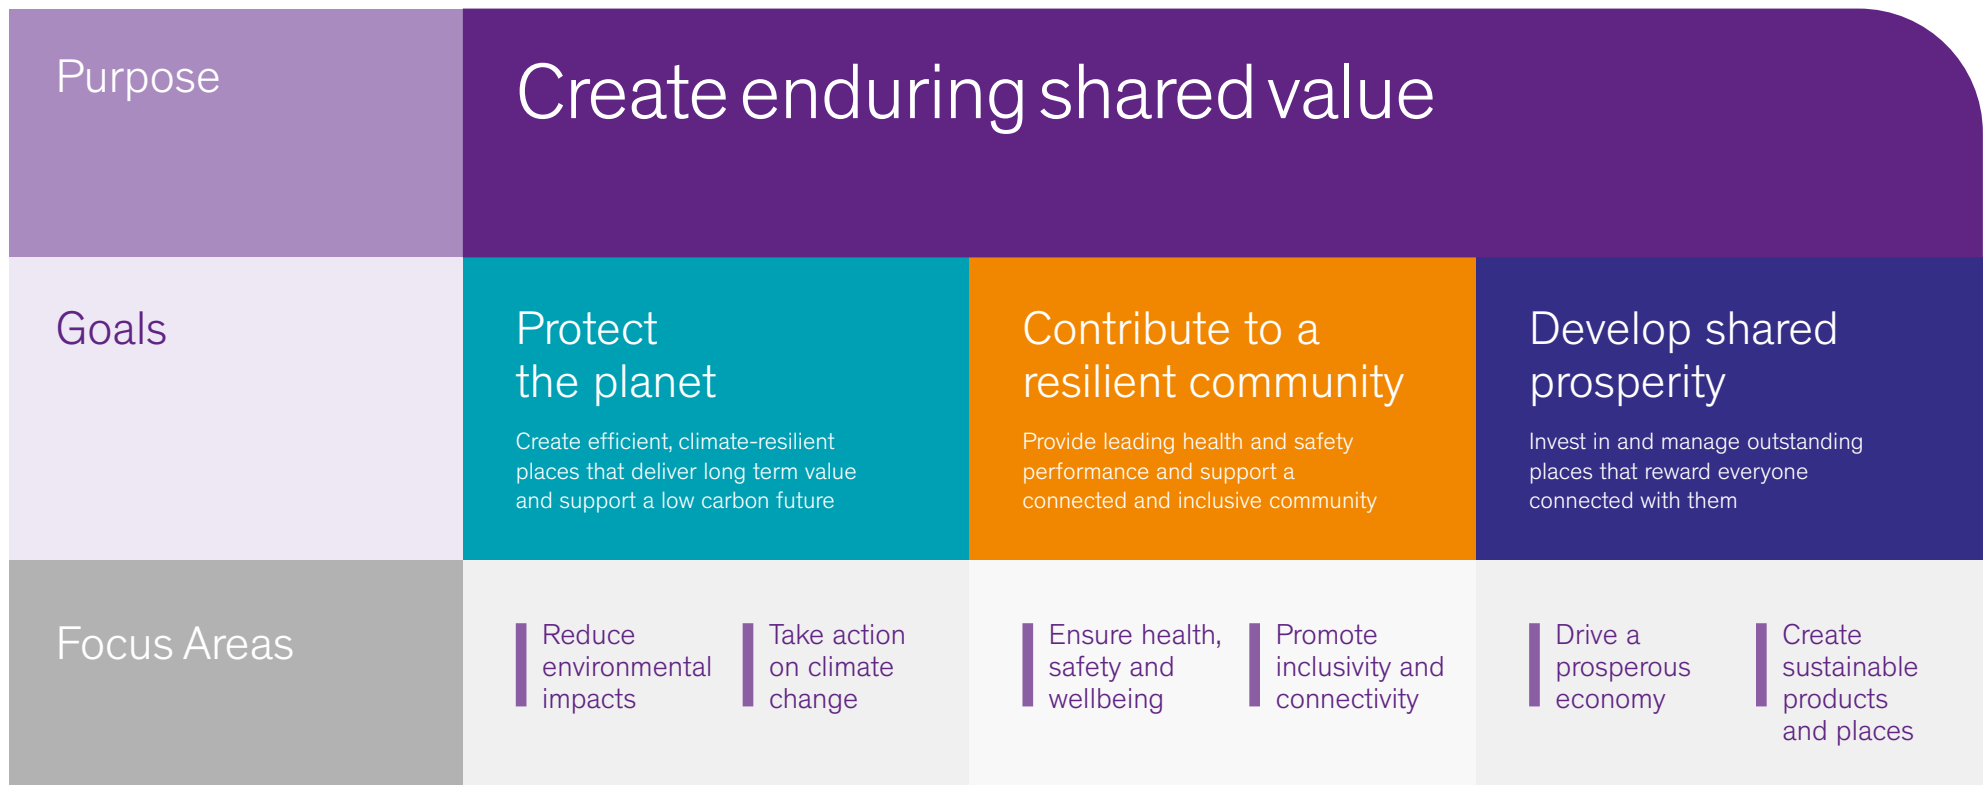 Purpose
Create enduring shared value
Goals
Protect
the planet
Create efficient, climate-resilient
places that deliver long term value
and support a low carbon future
Contribute to a
resilient community
Provide leading health and safety
performance and support a
connected and inclusive community
Develop shared
prosperity
Invest in and manage outstanding
places that reward everyone
connected with them
Focus Areas
Reduce
environmental
impacts
Take action
on climate
change
Ensure health,
safety and
wellbeing
Promote
inclusivity and
connectivity
Drive a
prosperous
economy
Create
sustainable
products
and places